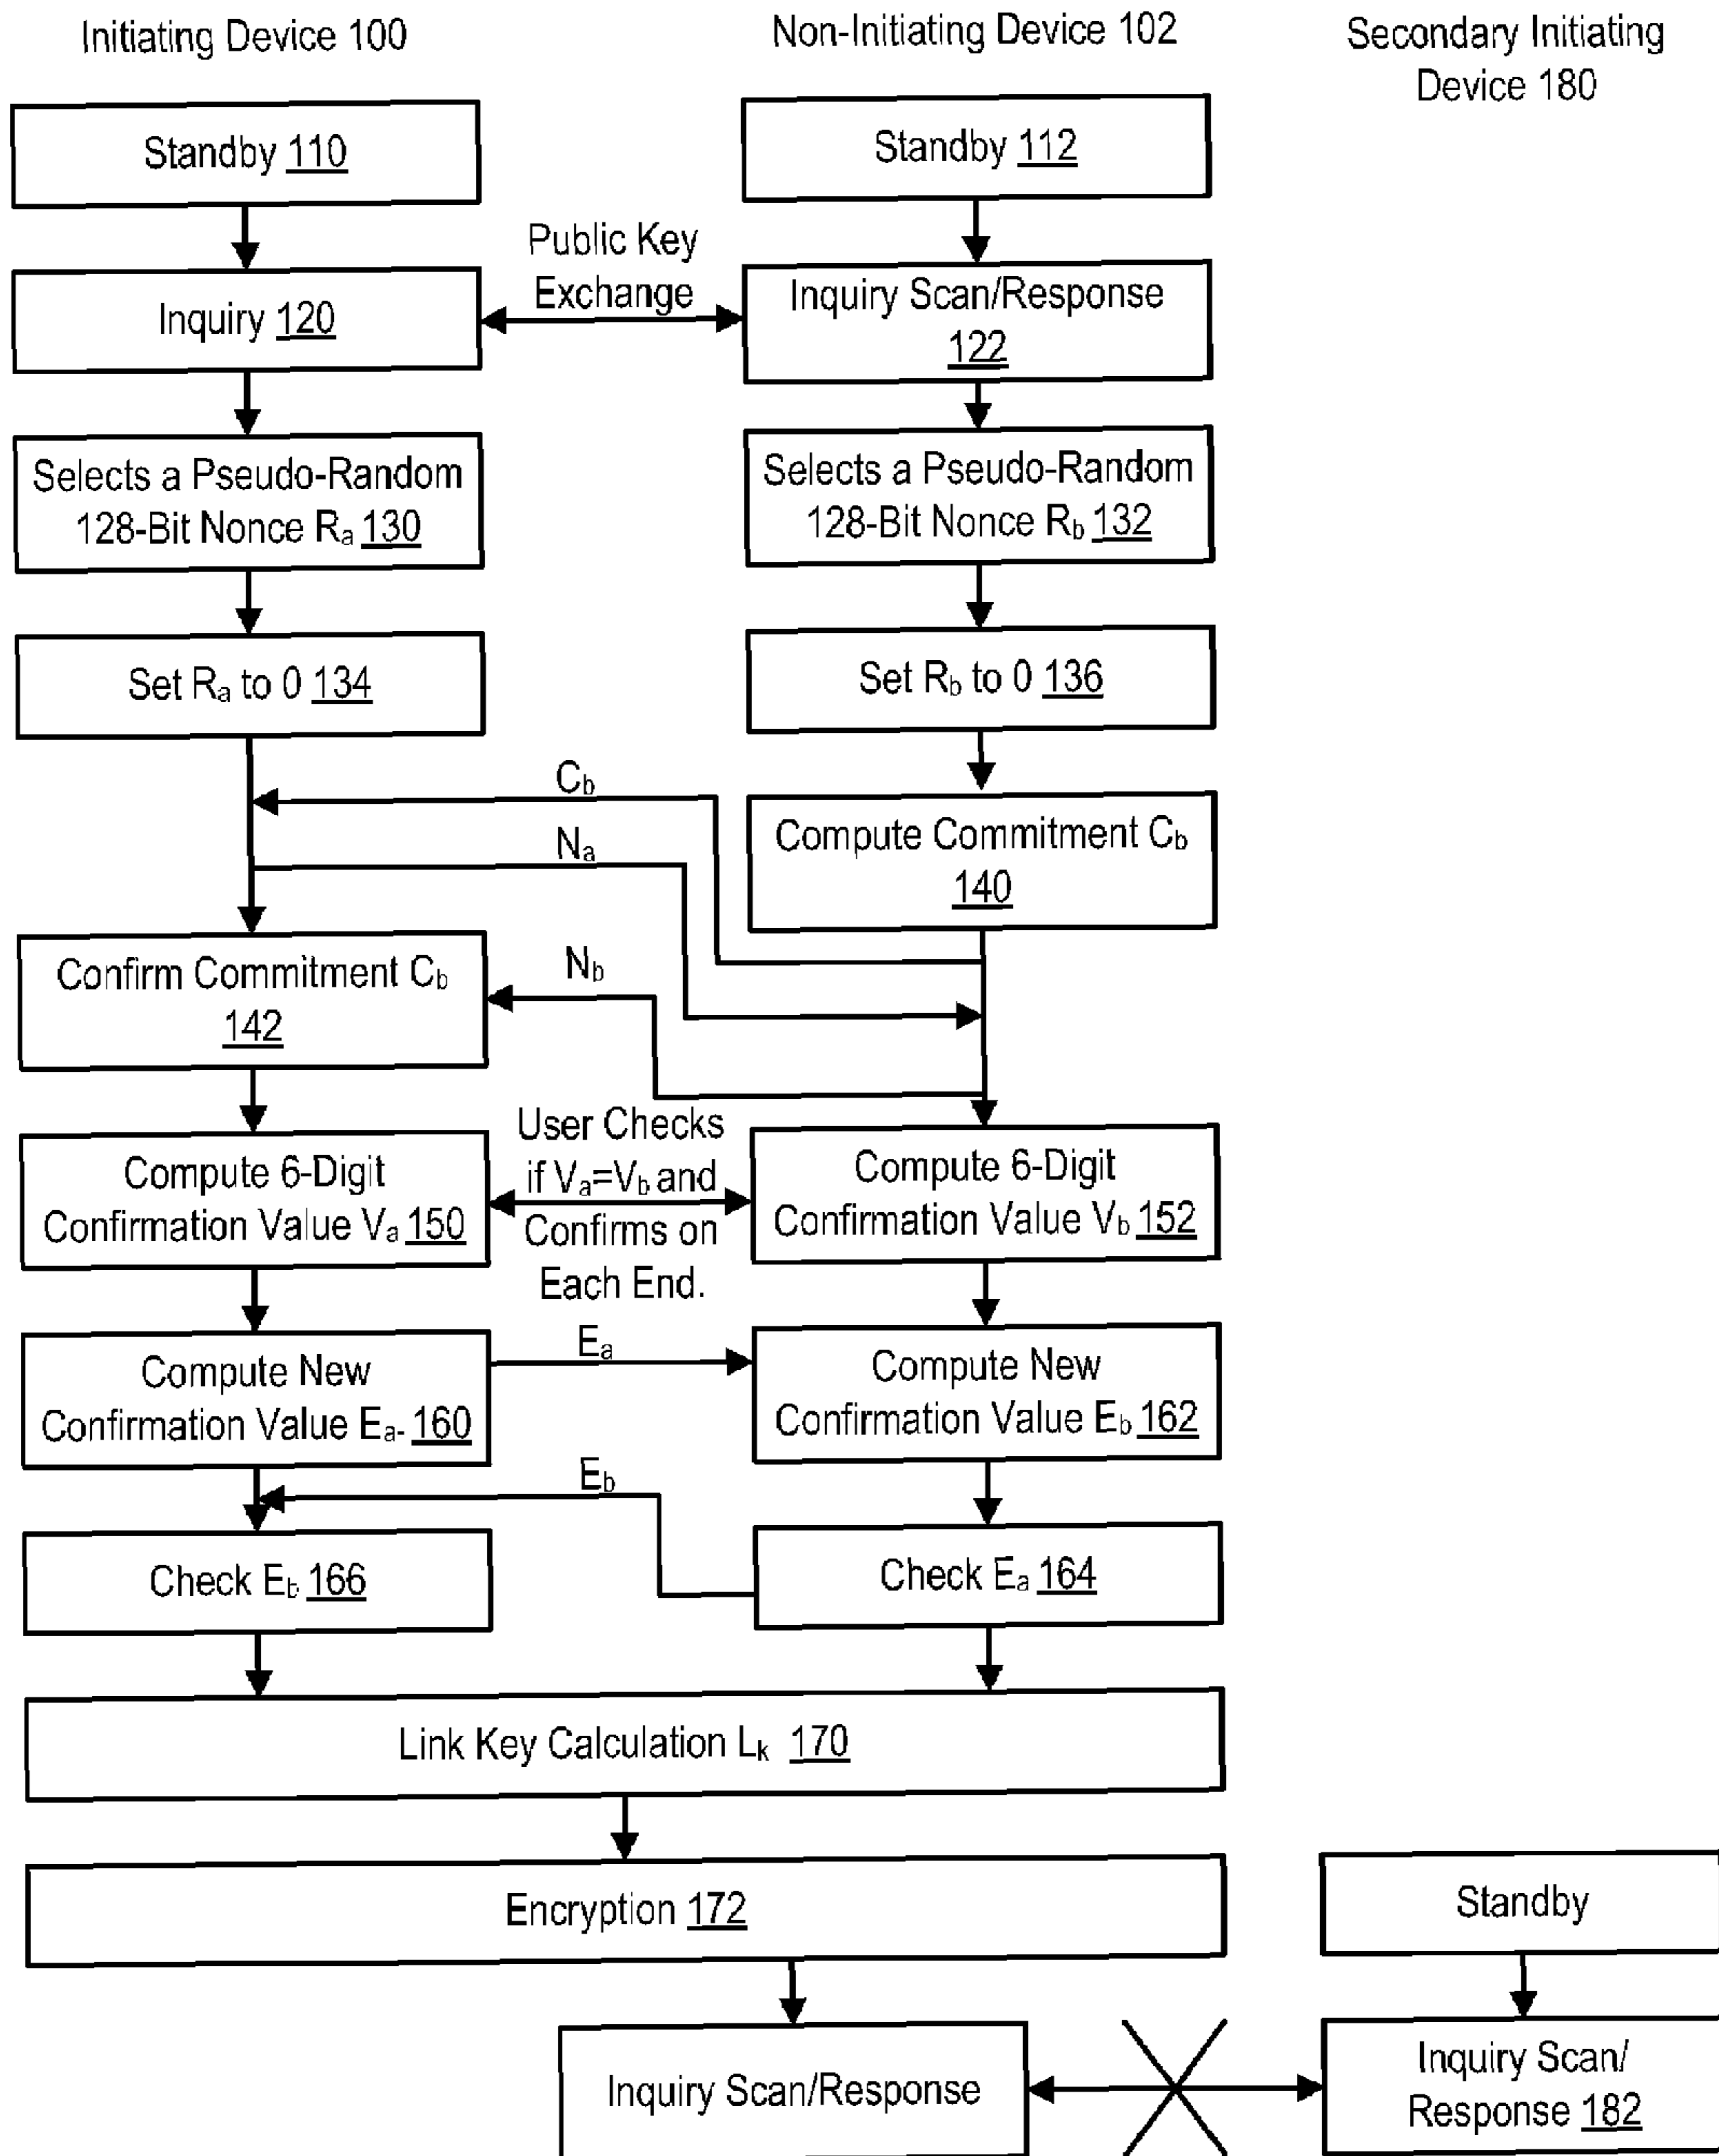 Initiating Device 100
Non-Initiating Device 102
Secondary Initiating
Device 180
Standby 110
Standby 112
Public Key
Exchange
Inquiry 120
Inquiry Scan/Response
122
Selects a Pseudo-Random
128-Bit Nonce Ra 130
Selects a Pseudo-Random
128-Bit Nonce Rb 132
Set Ra to 0 134
Set Rb to 0 136
Cb
Na
Compute Commitment Cb
140
Confirm Commitment Cb
142
Nb
Compute 6-Digit
Confirmation Value Va 150
User Checks
if Va=Vb and
Confirms on
Each End.
Compute 6-Digit
Confirmation Value Vb 152
Compute New
Confirmation Value Ea- 160
Ea
Compute New
Confirmation Value Eb 162
Eb
Check Eb 166
Check Ea 164
Link Key Calculation Lk 170
Encryption 172
Standby
Inquiry Scan/Response
Inquiry Scan/
Response 182